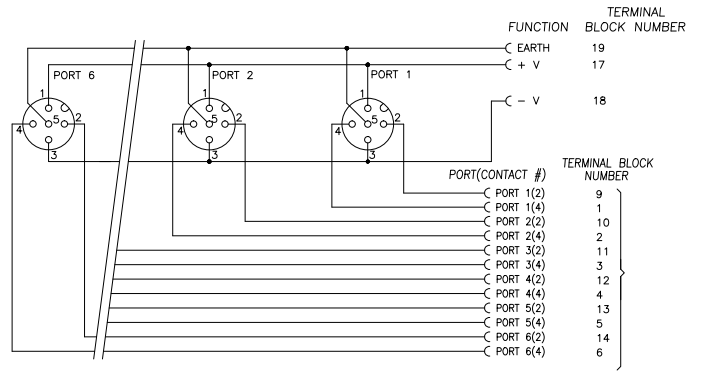 TERMINAL
FUNCTION BLOCK NUMBER
EARTH 19
+ V 17
PORT 6 PORT 2 PORT 1
1 1 1
- V 18
4 5 2 4 5 2 4 5 2
3 3 3
PORT(CONTACT #) TERMINAL BLOCK
NUMBER
PORT 1(2) 9
PORT 1(4) 1
PORT 2(2) 10
PORT 2(4) 2
PORT 3(2) 11
PORT 3(4) 3
PORT 4(2) 12
PORT 4(4) 4
PORT 5(2) 13
PORT 5(4) 5
PORT 6(2) 14
PORT 6(4) 6